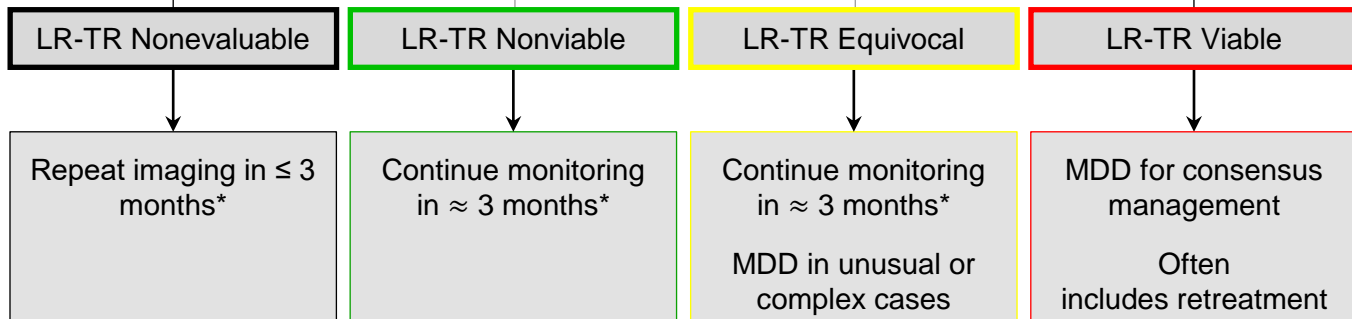 LR-TR Nonevaluable
LR-TR Nonviable
LR-TR Equivocal
LR-TR Viable
Repeat imaging in ≤ 3
months*
Continue monitoring
in ≈ 3 months*
Continue monitoring
in ≈ 3 months*
MDD in unusual or
complex cases
MDD for consensus
management
Often
includes retreatment